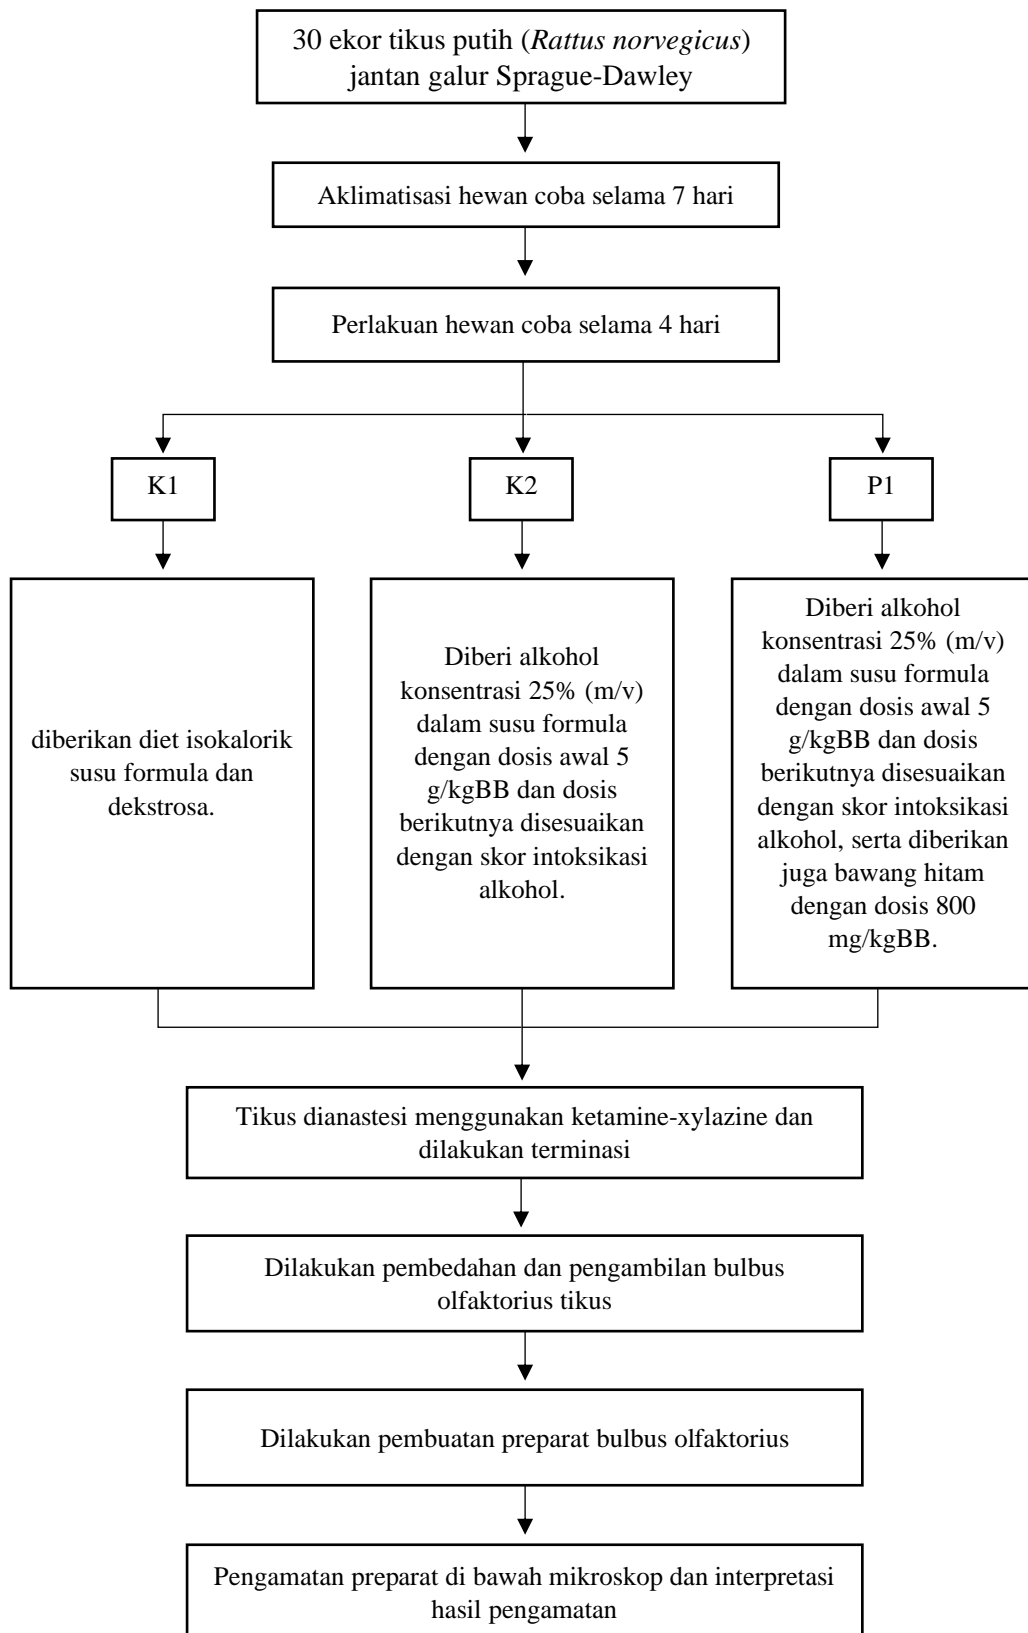 30 ekor tikus putih (Rattus norvegicus)
jantan galur Sprague-Dawley
Aklimatisasi hewan coba selama 7 hari
Perlakuan hewan coba selama 4 hari
K1
K2
P1
diberikan diet isokalorik
susu formula dan
dekstrosa.
Diberi alkohol
konsentrasi 25% (m/v)
dalam susu formula
dengan dosis awal 5
g/kgBB dan dosis
berikutnya disesuaikan
dengan skor intoksikasi
alkohol.
Diberi alkohol
konsentrasi 25% (m/v)
dalam susu formula
dengan dosis awal 5
g/kgBB dan dosis
berikutnya disesuaikan
dengan skor intoksikasi
alkohol, serta diberikan
juga bawang hitam
dengan dosis 800
mg/kgBB.
Tikus dianastesi menggunakan ketamine-xylazine dan
dilakukan terminasi
Dilakukan pembedahan dan pengambilan bulbus
olfaktorius tikus
Dilakukan pembuatan preparat bulbus olfaktorius
Pengamatan preparat di bawah mikroskop dan interpretasi
hasil pengamatan